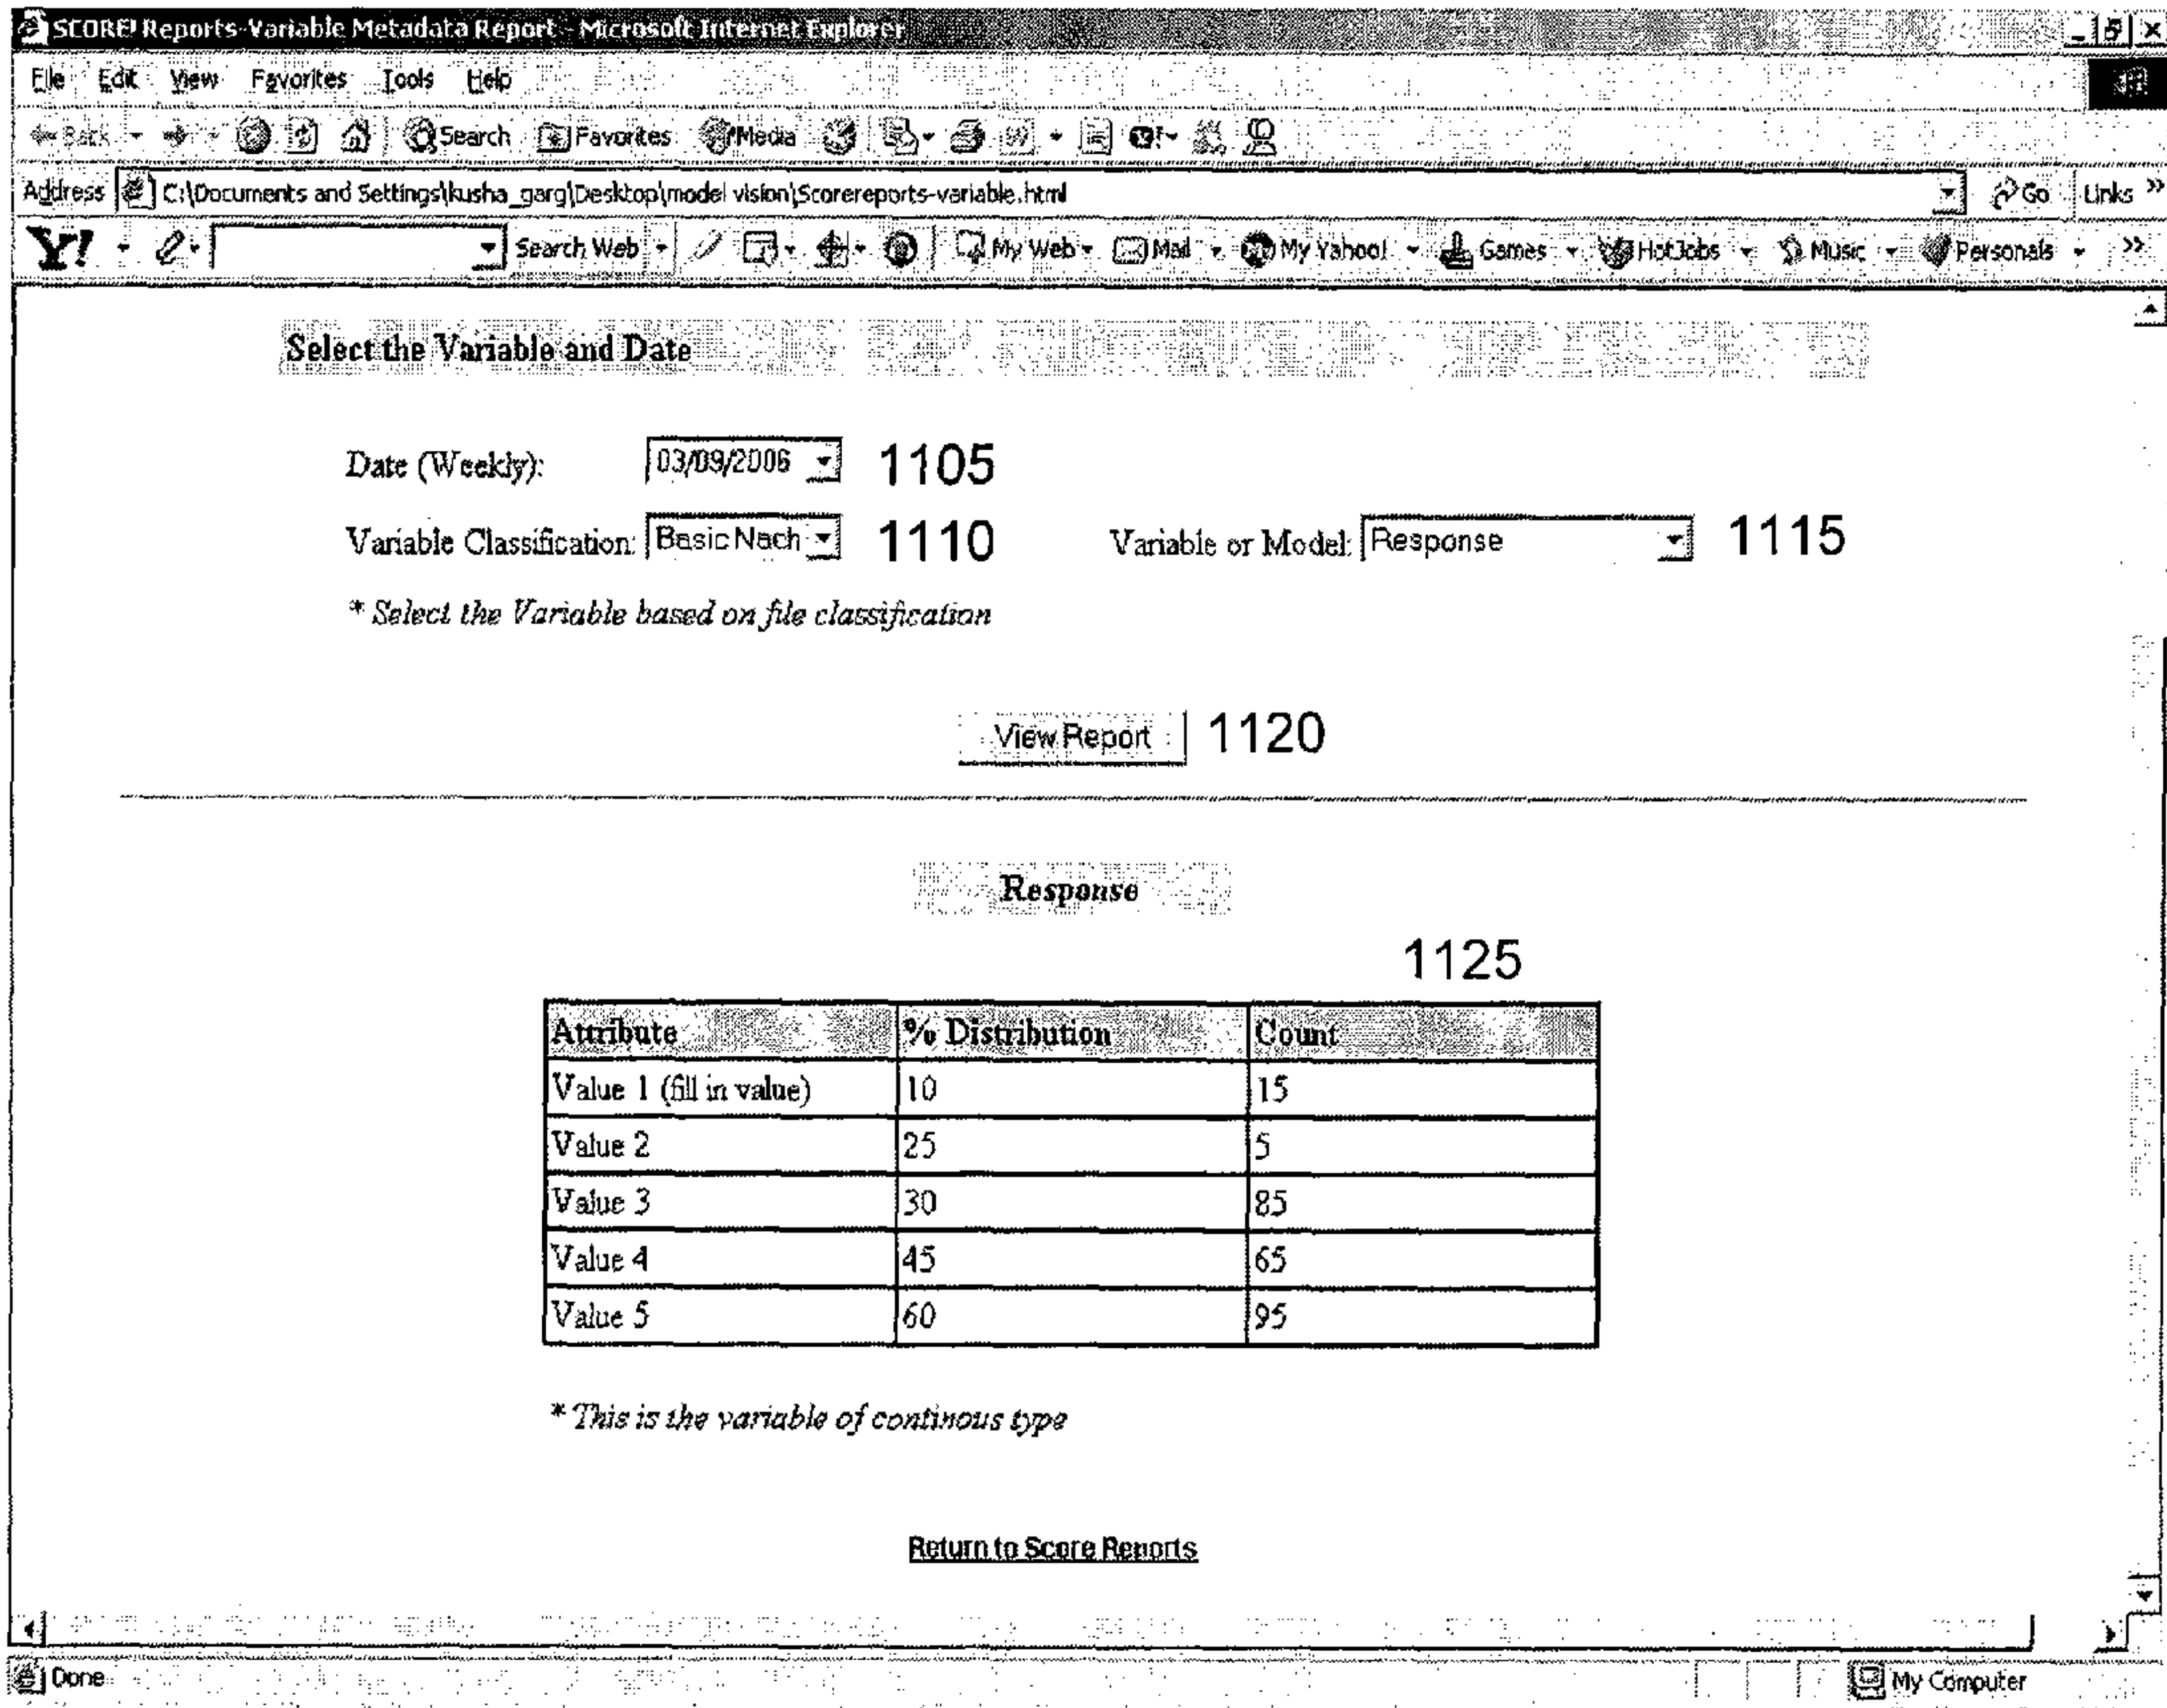 SCORE! Reports-Variable Metadata Report - Microsoft Internet Explorer
File Edit View Favorites Tools Help
Back Search Favorites Media
Address C:\Documents and Settings\kusha_garg\Desktop\model vision\Scorereports-variable.html Go Links »
Y! Search Web My Web Mail My Yahoo! Games HotJobs Music Personals »
Select the Variable and Date
Date (Weekly): 03/09/2006 1105
Variable Classification: Basic Nach 1110 Variable or Model: Response 1115
* Select the Variable based on file classification
View Report 1120
Response
1125
Attribute % Distribution Count
Value 1 (fill in value) 10 15
Value 2 25 5
Value 3 30 85
Value 4 45 65
Value 5 60 95
* This is the variable of continous type
Return to Score Reports
Done My Computer